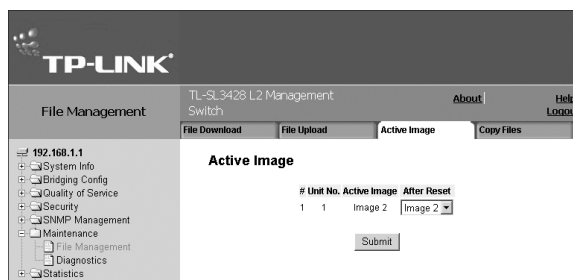 TP-LINK
File Management
TL-SL3428 L2 Management
Switch
About
Help
Logou
File Download
File Upload
Active Image
Copy Files
192.168.1.1
System Info
Bridging Config
Quality of Service
Security
SNMP Management
Maintenance
File Management
Diagnostics
Statistics
Active Image
# Unit No. Active Image After Reset
1 1 Image 2 Image 2
Submit